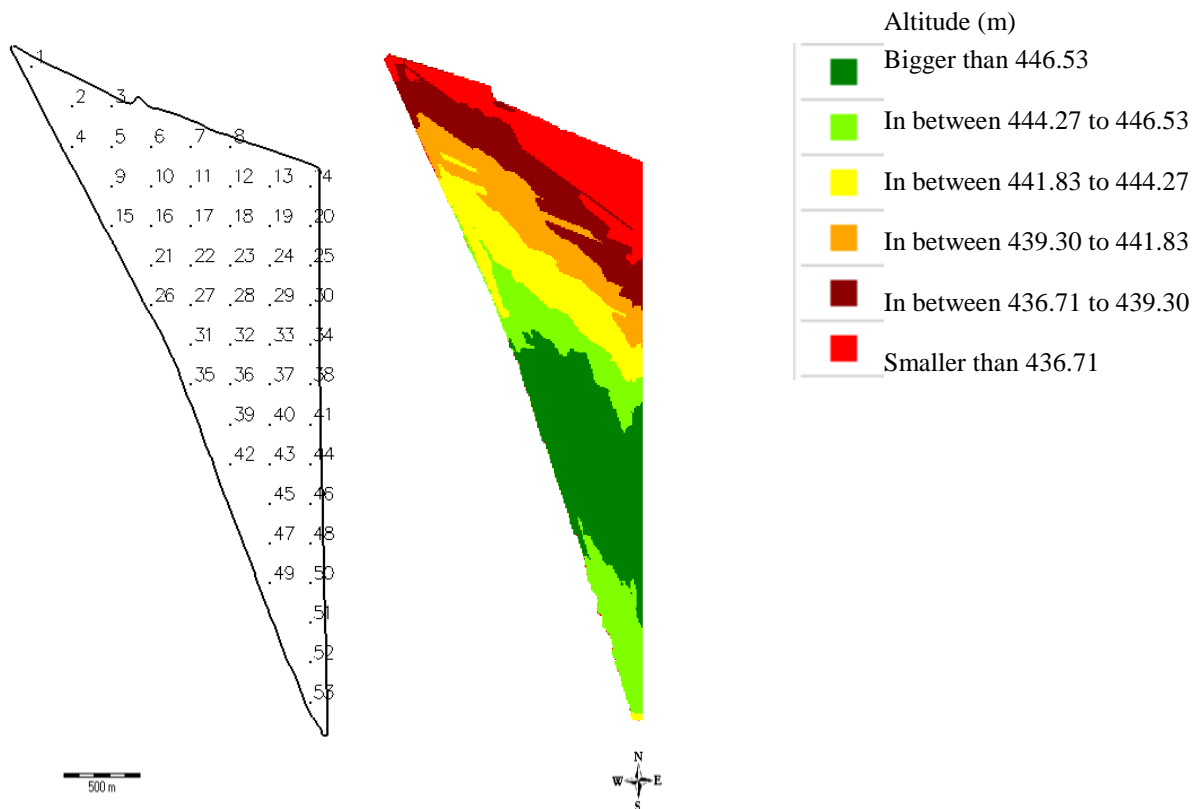 .1
.2 .3
.4 .5 .6 .7 .8
.9 .10 .11 .12 .13 .14
.15 .16 .17 .18 .19 .20
.21 .22 .23 .24 .25
.26 .27 .28 .29 .30
.31 .32 .33 .34
.35 .36 .37 .38
.39 .40 .41
.42 .43 .44
.45 .46
.47 .48
.49 .50
.51
.52
.53
500 m
N
W E
S
Altitude (m)
Bigger than 446.53
In between 444.27 to 446.53
In between 441.83 to 444.27
In between 439.30 to 441.83
In between 436.71 to 439.30
Smaller than 436.71